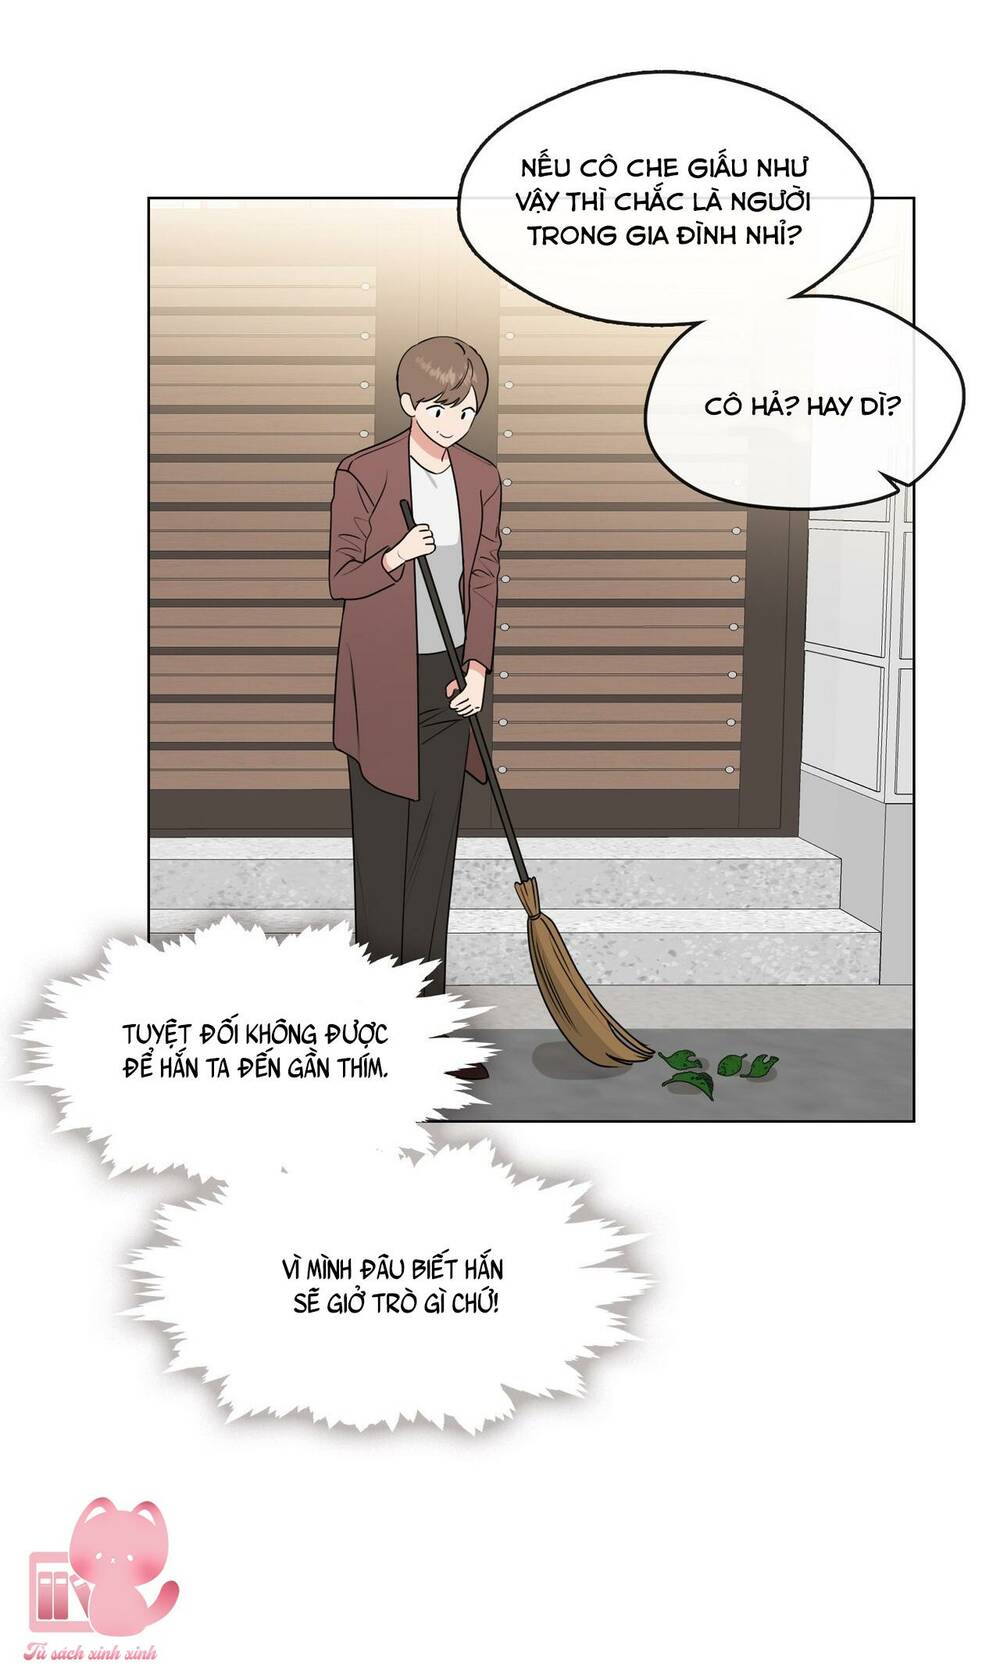 NẾU CÔ CHE GIẤU NHƯ
VẬY THÌ CHẮC LÀ NGƯỜI
TRONG GIA ĐÌNH NHỈ?
CÔ HẢ? HAY DÌ?
TUYỆT ĐỐI KHÔNG ĐƯỢC
ĐỂ HẮN TA ĐẾN GẦN THÍM.
VÌ MÌNH ĐÂU BIẾT HẮN
SẼ GIỞ TRÒ GÌ CHỨ!
Tủ sách xinh xinh